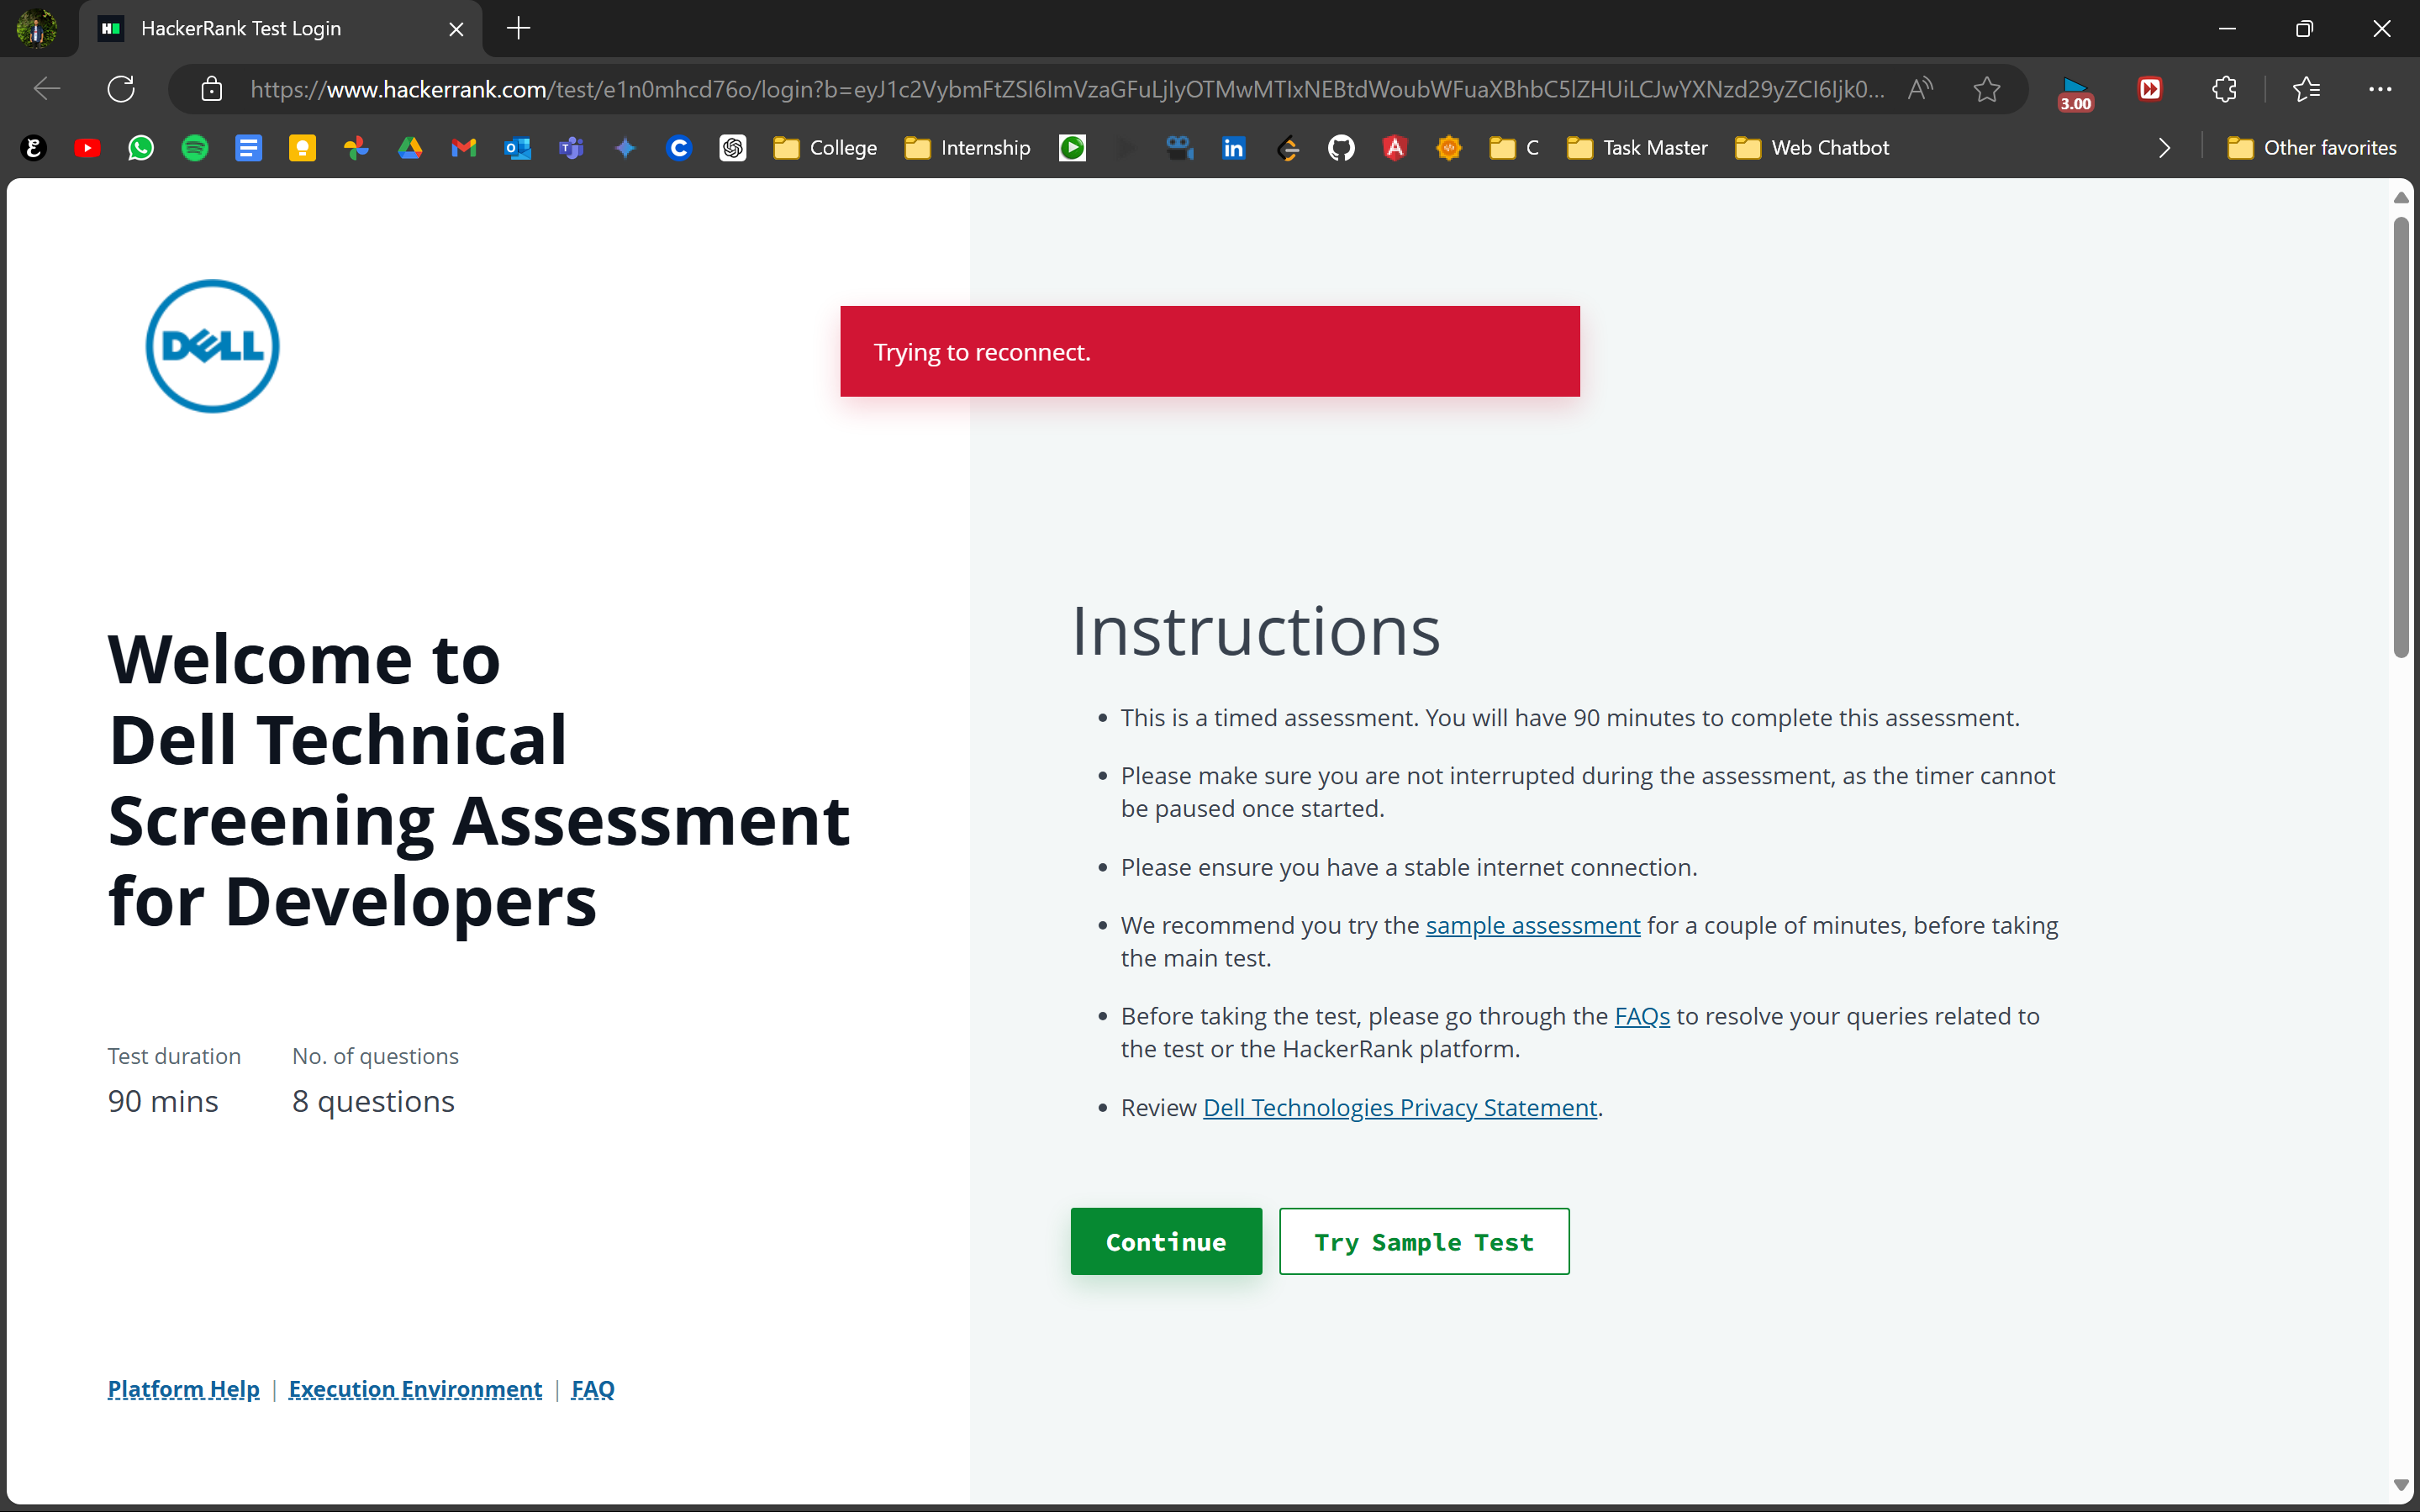 HackerRank Test Login
https://www.hackerrank.com/test/e1n0mhcd76o/login?b=eyJ1c2VybmFtZSI6ImVzaGFuLjIyOTMwMTIxNEBtdWoubWFuaXBhbC5lZHUiLCJwYXNzd29yZCI6Ijk0...
3.00
College
Internship
C
Task Master
Web Chatbot
Other favorites
DELL
Trying to reconnect.
Welcome to
Dell Technical
Screening Assessment
for Developers
Test duration
No. of questions
90 mins
8 questions
Platform Help | Execution Environment | FAQ
Instructions
• This is a timed assessment. You will have 90 minutes to complete this assessment.
• Please make sure you are not interrupted during the assessment, as the timer cannot
be paused once started.
• Please ensure you have a stable internet connection.
• We recommend you try the sample assessment for a couple of minutes, before taking
the main test.
• Before taking the test, please go through the FAQs to resolve your queries related to
the test or the HackerRank platform.
• Review Dell Technologies Privacy Statement.
Continue
Try Sample Test